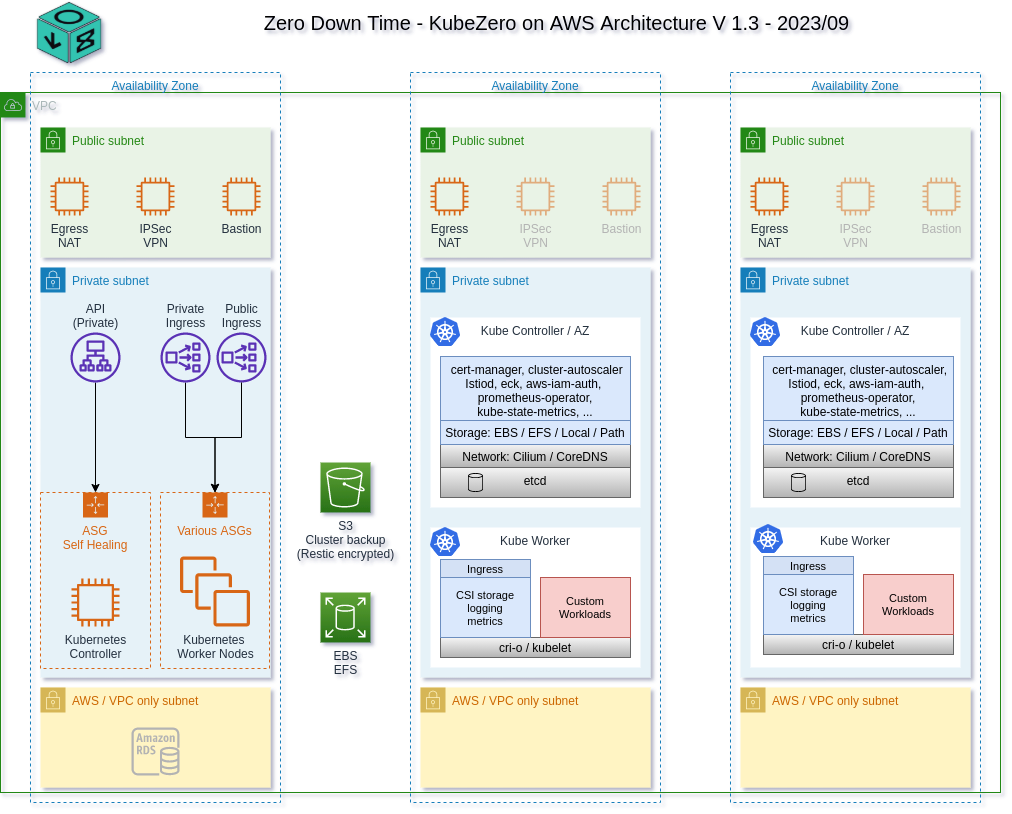 Zero Down Time - KubeZero on AWS Architecture V 1.3 - 2023/09
Availability Zone
Availability Zone
Availability Zone
VPC
Public subnet
Egress
NAT
IPSec
VPN
Bastion
Public subnet
Egress
NAT
IPSec
VPN
Bastion
Public subnet
Egress
NAT
IPSec
VPN
Bastion
Private subnet
API
(Private)
Private
Ingress
Public
Ingress
ASG
Self Healing
Kubernetes
Controller
Various ASGs
Kubernetes
Worker Nodes
S3
Cluster backup
(Restic encrypted)
EBS
EFS
Private subnet
Kube Controller / AZ
cert-manager, cluster-autoscaler
Istiod, eck, aws-iam-auth,
prometheus-operator,
kube-state-metrics, ...
Storage: EBS / EFS / Local / Path
Network: Cilium / CoreDNS
etcd
Kube Worker
Ingress
CSI storage
logging
metrics
Custom
Workloads
cri-o / kubelet
Private subnet
Kube Controller / AZ
cert-manager, cluster-autoscaler,
Istiod, eck, aws-iam-auth,
prometheus-operator,
kube-state-metrics, ...
Storage: EBS / EFS / Local / Path
Network: Cilium / CoreDNS
etcd
Kube Worker
Ingress
CSI storage
logging
metrics
Custom
Workloads
cri-o / kubelet
AWS / VPC only subnet
Amazon
RDS
AWS / VPC only subnet
AWS / VPC only subnet